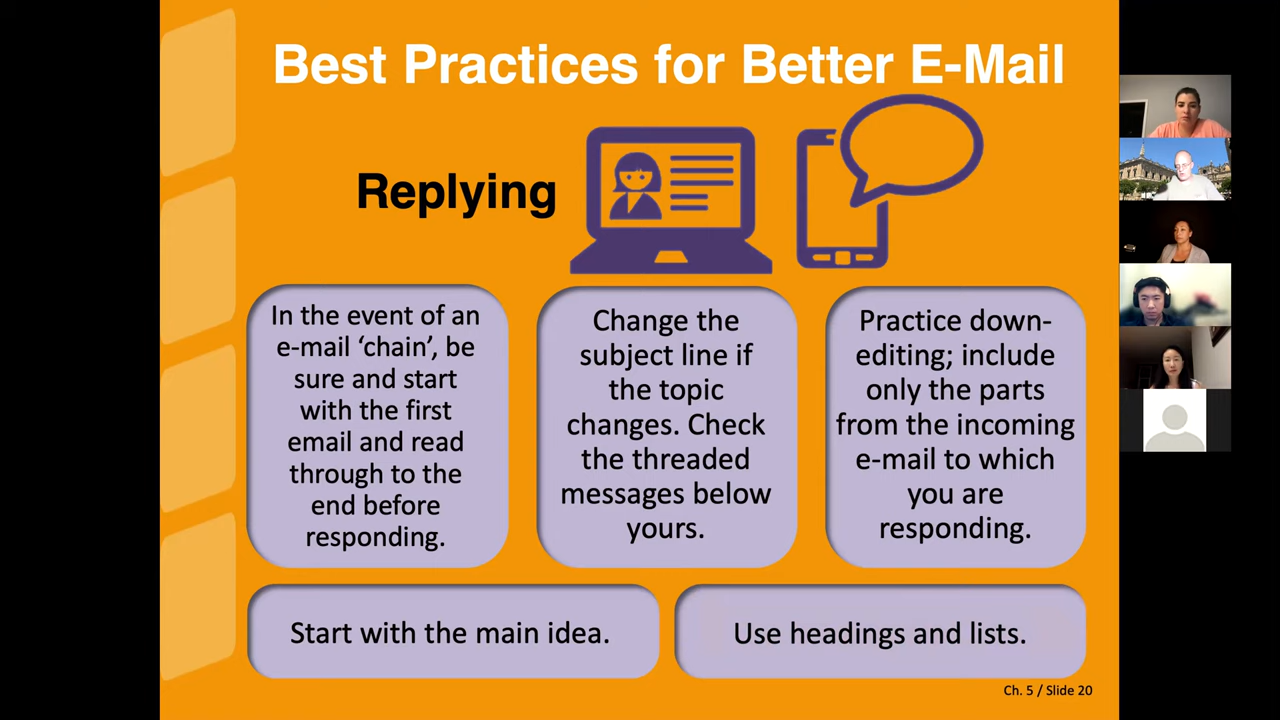 Best Practices for Better E-Mail
Replying
In the event of an
e-mail ‘chain’, be
sure and start
with the first
email and read
through to the
end before
responding.
Change the
subject line if
the topic
changes. Check
the threaded
messages below
yours.
Practice down-
editing; include
only the parts
from the incoming
e-mail to which
you are
responding.
Start with the main idea.
Use headings and lists.
Ch. 5 / Slide 20